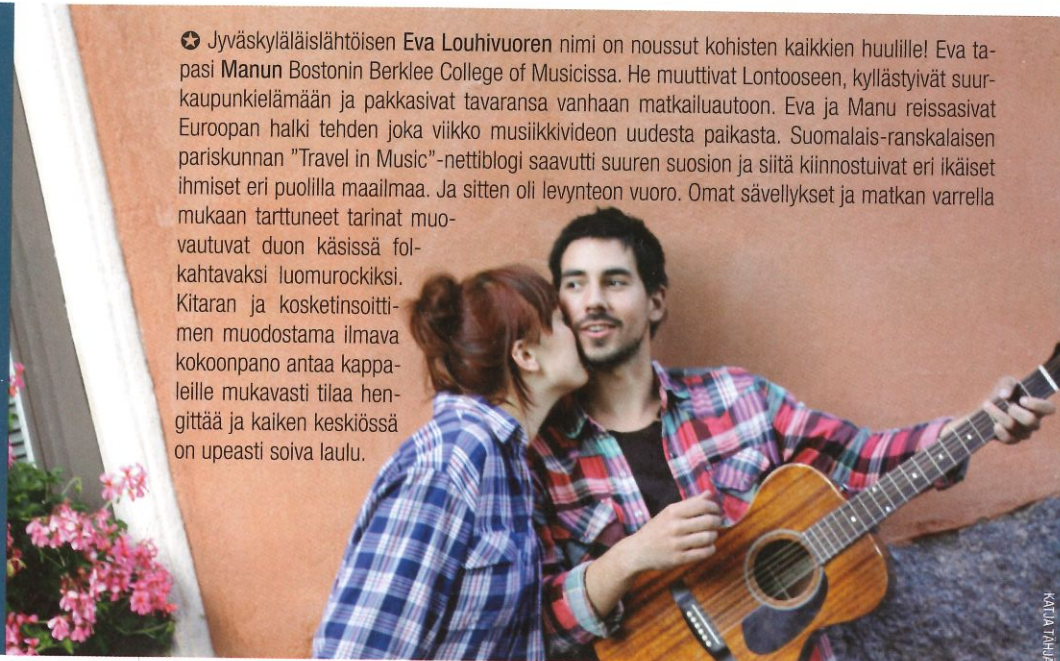 ✪ Jyväskyläläislähtöisen Eva Louhivuoren nimi on noussut kohisten kaikkien huulille! Eva ta-
pasi Manun Bostonin Berklee College of Musicissa. He muuttivat Lontooseen, kyllästyivät suur-
kaupunkielämään ja pakkasivat tavaransa vanhaan matkailuautoon. Eva ja Manu reissasivat
Euroopan halki tehden joka viikko musiikkivideon uudesta paikasta. Suomalais-ranskalaisen
pariskunnan ”Travel in Music”-nettiblogi saavutti suuren suosion ja siitä kiinnostuivat eri ikäiset
ihmiset eri puolilla maailmaa. Ja sitten oli levynteon vuoro. Omat sävellykset ja matkan varrella
mukaan tarttuneet tarinat muo-
vautuvat duon käsissä fol-
kahtavaksi luomurockiksi.
Kitaran ja kosketinsoitti-
men muodostama ilmava
kokoonpano antaa kappa-
leille mukavasti tilaa hen-
gittää ja kaiken keskiössä
on upeasti soiva laulu.
KATJA TÄHJÄ